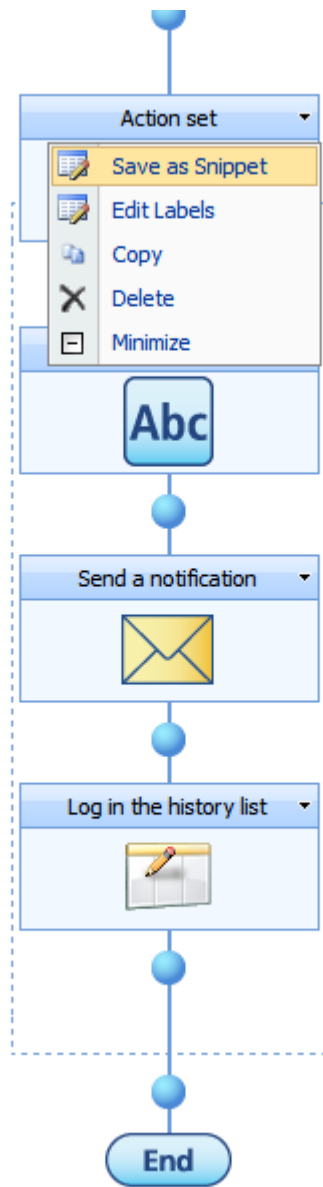 Action set
Save as Snippet
Edit Labels
Copy
Delete
Minimize
Abc
Send a notification
Log in the history list
End